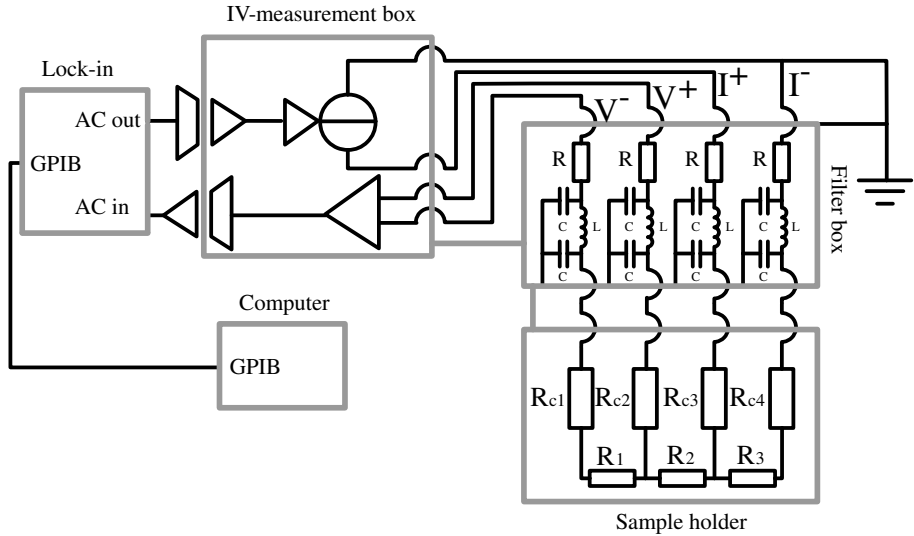 IV-measurement box
Lock-in
AC out
GPIB
AC in
V- V+ I+ I-
R R R R
C L C L C L C L
C C C C
Filter box
Computer
GPIB
Rc1 Rc2 Rc3 Rc4
R1 R2 R3
Sample holder